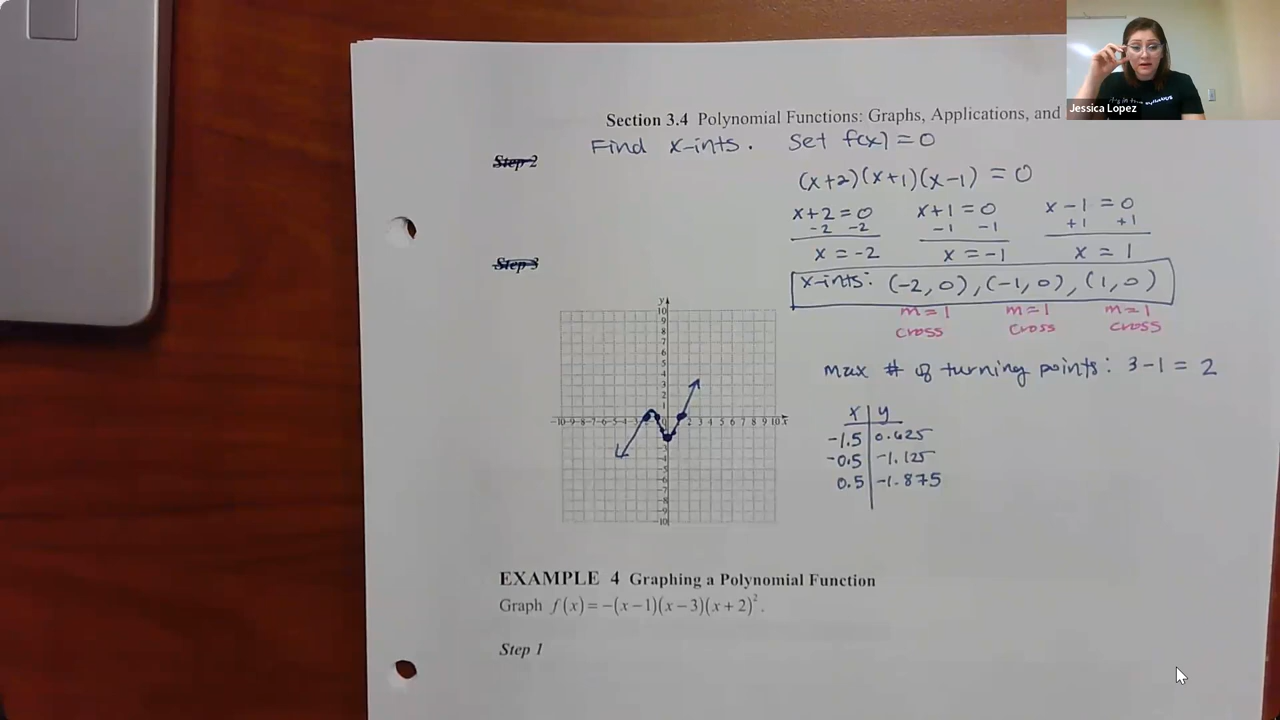 Jessica Lopez
Section 3.4 Polynomial Functions: Graphs, Applications, and
Find x-ints. Set f(x) = 0
Step 2
(x+2)(x+1)(x-1) = 0
x+2=0 x+1=0 x-1=0
-2 -2 -1 -1 +1 +1
x = -2 x = -1 x = 1
Step 3
x-ints: (-2,0), (-1,0), (1,0)
m=1 m=1 m=1
cross cross cross
max # of turning points: 3-1 = 2
x y
-1.5 0.625
-0.5 -1.125
0.5 -1.875
EXAMPLE 4 Graphing a Polynomial Function
Graph f(x)=-(x-1)(x-3)(x+2)².
Step 1